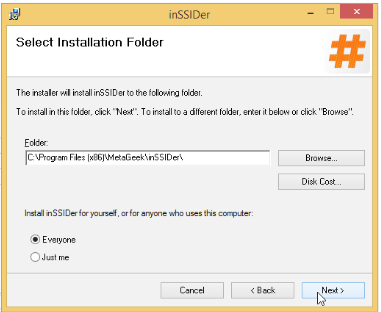 inSSIDer
Select Installation Folder
The installer will install inSSIDer to the following folder.
To install in this folder, click "Next". To install to a different folder, enter it below or click "Browse".
Folder:
C:\Program Files (x86)\MetaGeek\inSSIDer\
Browse...
Disk Cost...
Install inSSIDer for yourself, or for anyone who uses this computer:
Everyone
Just me
Cancel
< Back
Next >